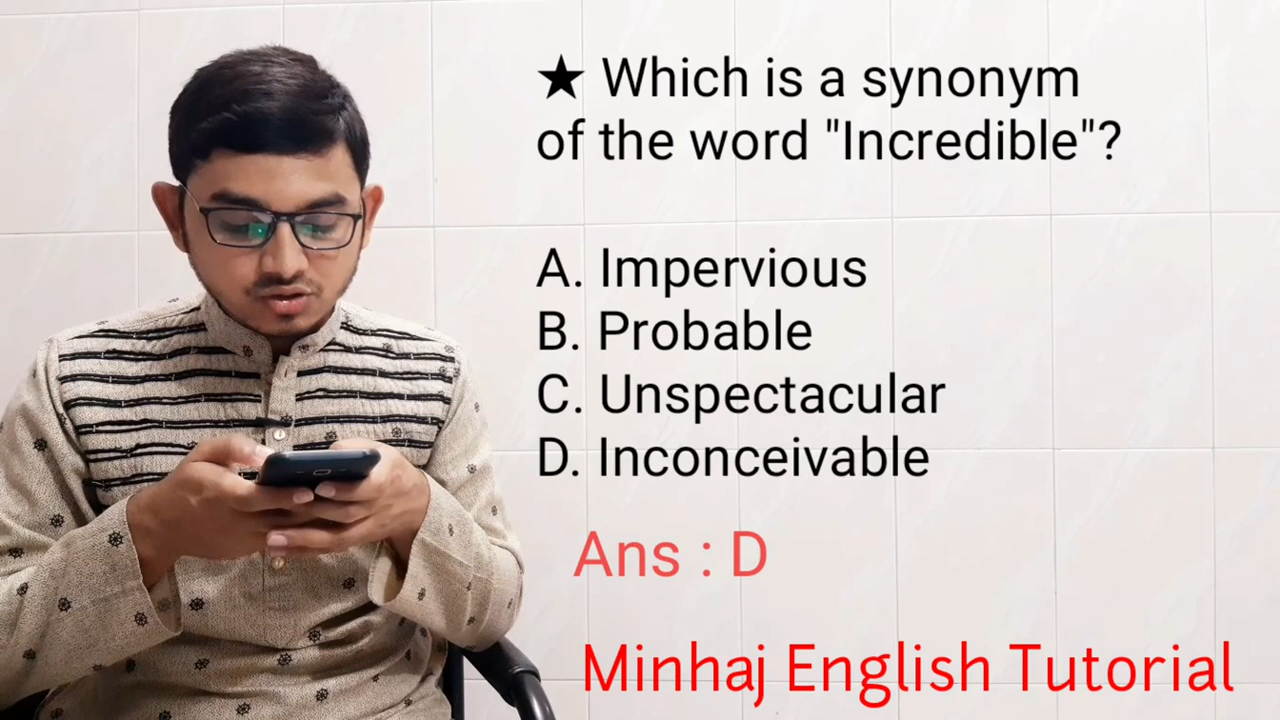 ★ Which is a synonym
of the word "Incredible"?
A. Impervious
B. Probable
C. Unspectacular
D. Inconceivable
Ans : D
Minhaj English Tutorial